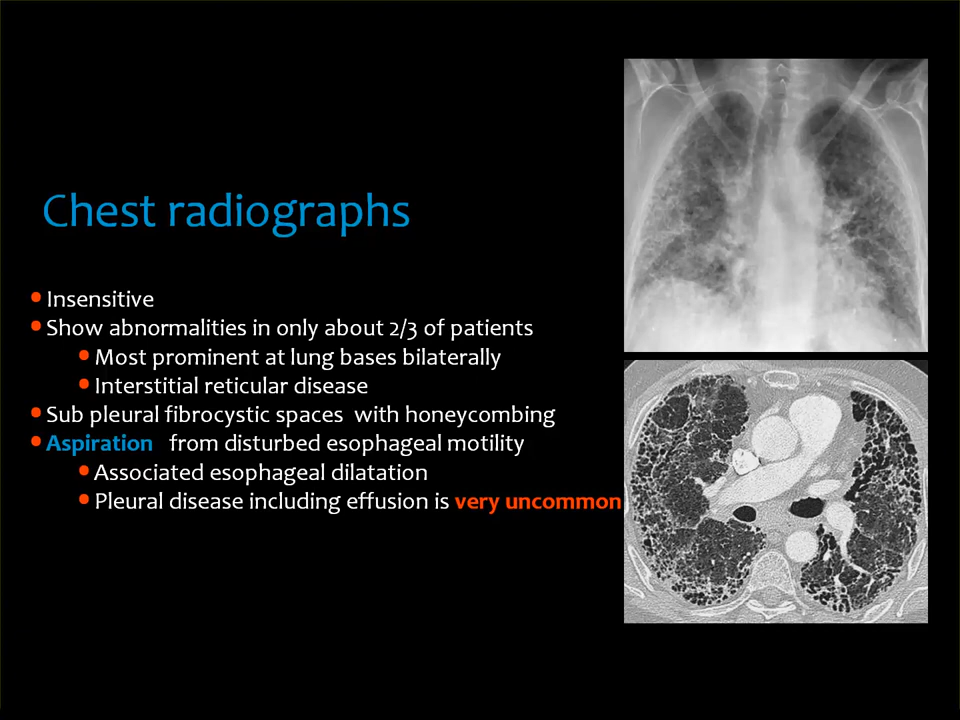 Chest radiographs
• Insensitive
• Show abnormalities in only about 2/3 of patients
• Most prominent at lung bases bilaterally
• Interstitial reticular disease
• Sub pleural fibrocystic spaces with honeycombing
• Aspiration from disturbed esophageal motility
• Associated esophageal dilatation
• Pleural disease including effusion is very uncommon